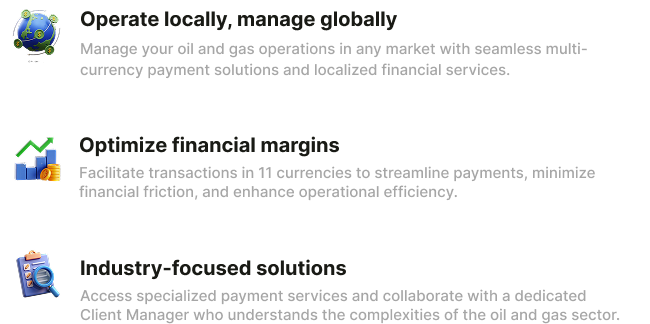 Operate locally, manage globally
Manage your oil and gas operations in any market with seamless multi-
currency payment solutions and localized financial services.
Optimize financial margins
Facilitate transactions in 11 currencies to streamline payments, minimize
financial friction, and enhance operational efficiency.
Industry-focused solutions
Access specialized payment services and collaborate with a dedicated
Client Manager who understands the complexities of the oil and gas sector.